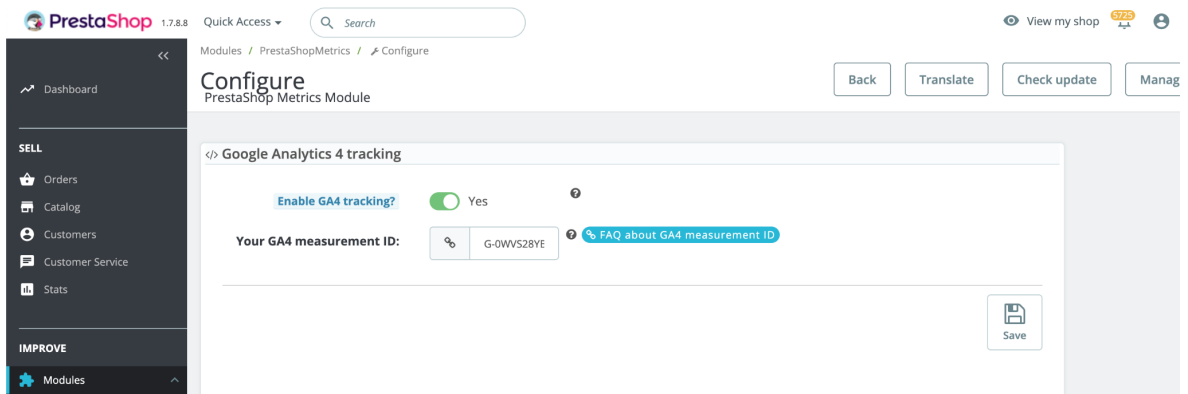 PrestaShop 1.7.8.8 Quick Access Search View my shop 5725
Modules / PrestaShopMetrics / Configure
Configure
PrestaShop Metrics Module
Back Translate Check update Manag
Dashboard
SELL
Orders
Catalog
Customers
Customer Service
Stats
IMPROVE
Modules
</> Google Analytics 4 tracking
Enable GA4 tracking? Yes
Your GA4 measurement ID: G-0WVS28YE FAQ about GA4 measurement ID
Save